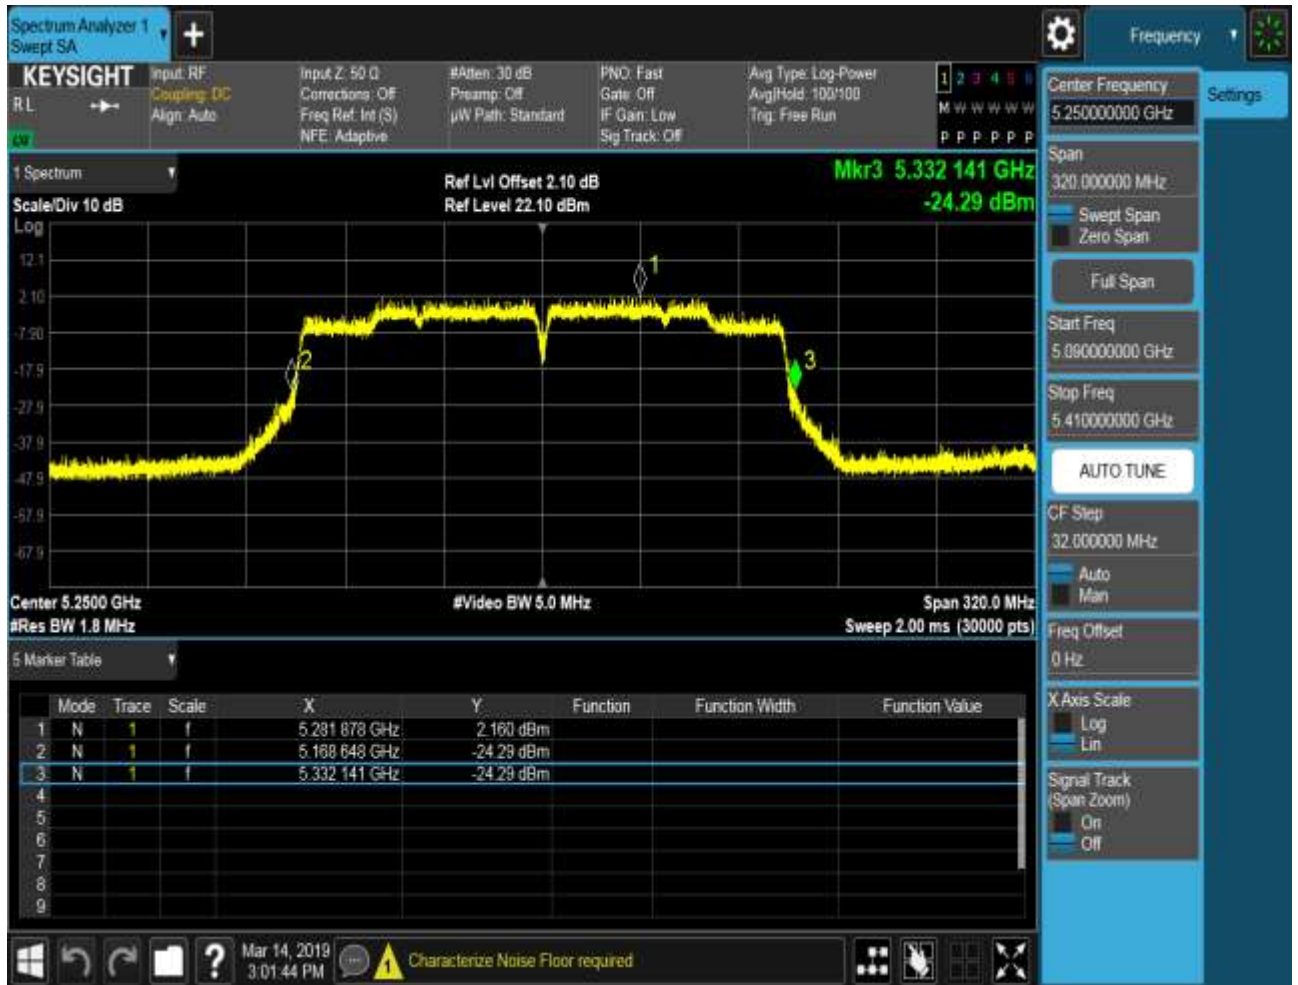 Spectrum Analyzer 1
Swept SA
Frequency
KEYSIGHT
RL
Input: RF
Coupling: DC
Align: Auto
Input Z: 50 Ω
Corrections: Off
Freq Ref: Int (S)
NFE: Adaptive
#Atten: 30 dB
Preamp: Off
µW Path: Standard
PNO: Fast
Gate: Off
IF Gain: Low
Sig Track: Off
Avg Type: Log-Power
Avg|Hold: 100/100
Trig: Free Run
1 2 3 4 5 6
M W W W W W
P P P P P P
1 Spectrum
Scale/Div 10 dB
Ref Lvl Offset 2.10 dB
Ref Level 22.10 dBm
Mkr3 5.332 141 GHz
-24.29 dBm
Log
12.1
2.10
-7.90
-17.9
-27.9
-37.9
-47.9
-57.9
-67.9
1
2
3
Center 5.2500 GHz
#Res BW 1.8 MHz
#Video BW 5.0 MHz
Span 320.0 MHz
Sweep 2.00 ms (30000 pts)
5 Marker Table
Mode Trace Scale X Y Function Function Width Function Value
1 N 1 f 5.281 878 GHz 2.160 dBm
2 N 1 f 5.168 648 GHz -24.29 dBm
3 N 1 f 5.332 141 GHz -24.29 dBm
4
5
6
7
8
9
Mar 14, 2019
3:01:44 PM
1
Characterize Noise Floor required
Center Frequency
5.250000000 GHz
Span
320.000000 MHz
Swept Span
Zero Span
Full Span
Start Freq
5.090000000 GHz
Stop Freq
5.410000000 GHz
AUTO TUNE
CF Step
32.000000 MHz
Auto
Man
Freq Offset
0 Hz
X Axis Scale
Log
Lin
Signal Track
(Span Zoom)
On
Off
Settings